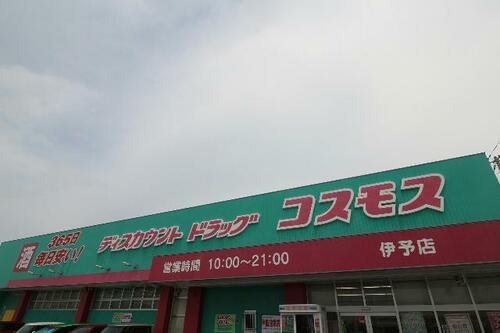 酒
365日
毎日安い!
ディスカウント ドラッグ コスモス
営業時間 10:00〜21:00
伊予店